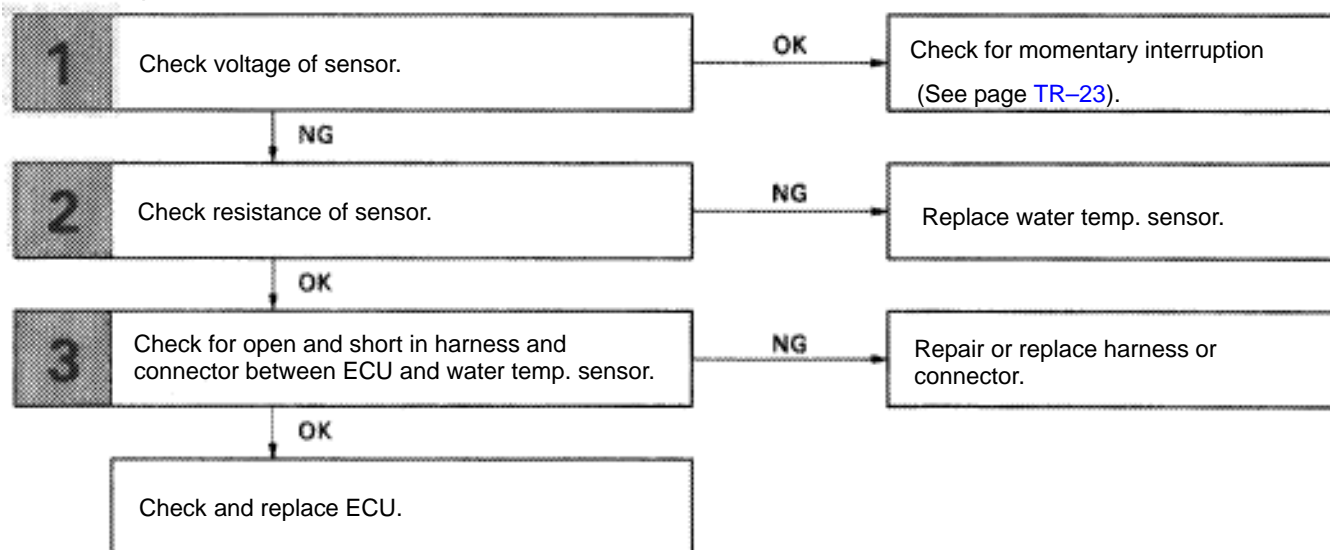 1
Check voltage of sensor.
OK
Check for momentary interruption
(See page TR–23).
NG
2
Check resistance of sensor.
NG
Replace water temp. sensor.
OK
3
Check for open and short in harness and
connector between ECU and water temp. sensor.
NG
Repair or replace harness or
connector.
OK
Check and replace ECU.